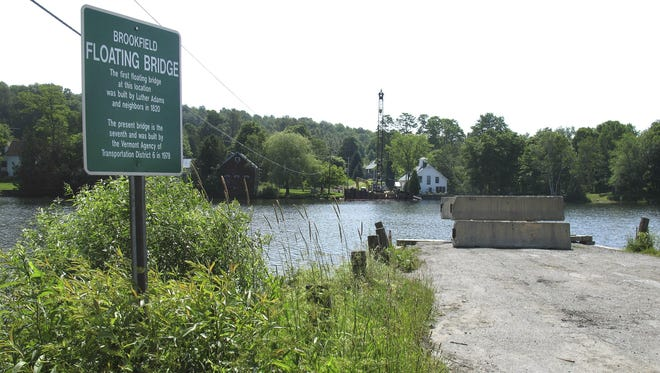 BROOKFIELD
FLOATING BRIDGE
The first floating bridge
at this location
was built by Luther Adams
and neighbors in 1820
The present bridge is the
seventh and was built by
the Vermont Agency of
Transportation District 6 in 1978